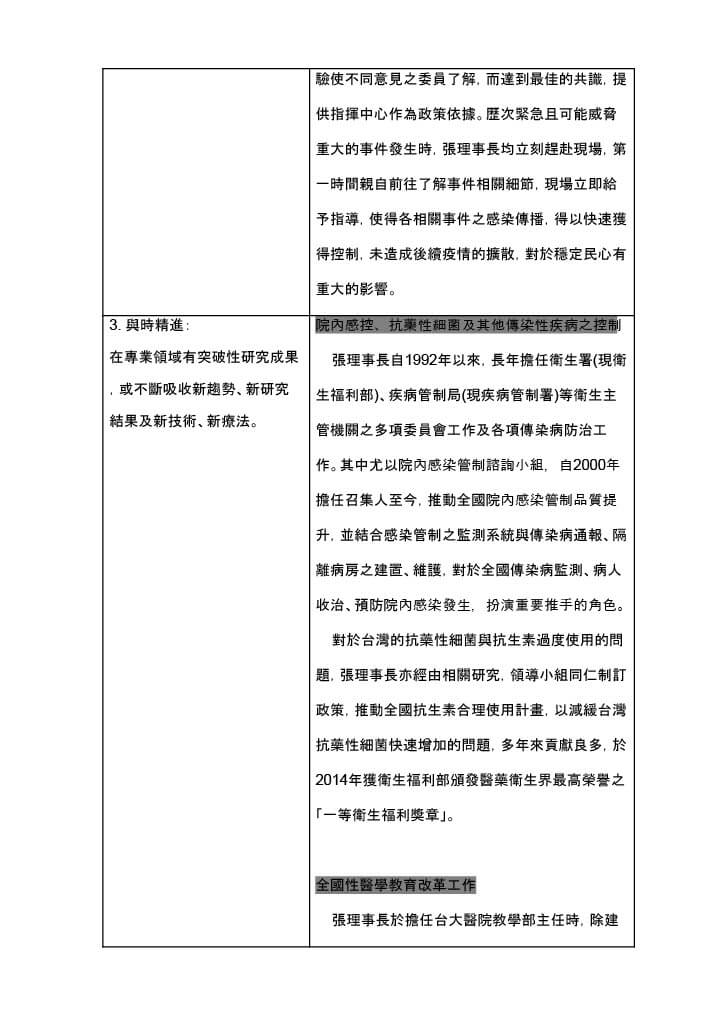 驗使不同意見之委員了解，而達到最佳的共識，提
供指揮中心作為政策依據。歷次緊急且可能威脅
重大的事件發生時，張理事長均立刻趕赴現場，第
一時間親自前往了解事件相關細節，現場立即給
予指導，使得各相關事件之感染傳播，得以快速獲
得控制，未造成後續疫情的擴散，對於穩定民心有
重大的影響。
3. 與時精進：
在專業領域有突破性研究成果
，或不斷吸收新趨勢、新研究
結果及新技術、新療法。
院內感控、抗藥性細菌及其他傳染性疾病之控制
張理事長自1992年以來，長年擔任衛生署(現衛
生福利部)、疾病管制局(現疾病管制署)等衛生主
管機關之多項委員會工作及各項傳染病防治工
作。其中尤以院內感染管制諮詢小組，自2000年
擔任召集人至今，推動全國院內感染管制品質提
升，並結合感染管制之監測系統與傳染病通報、隔
離病房之建置、維護，對於全國傳染病監測、病人
收治、預防院內感染發生，扮演重要推手的角色。
對於台灣的抗藥性細菌與抗生素過度使用的問
題，張理事長亦經由相關研究，領導小組同仁制訂
政策，推動全國抗生素合理使用計畫，以減緩台灣
抗藥性細菌快速增加的問題，多年來貢獻良多，於
2014年獲衛生福利部頒發醫藥衛生界最高榮譽之
「一等衛生福利獎章」。
全國性醫學教育改革工作
張理事長於擔任台大醫院教學部主任時，除建